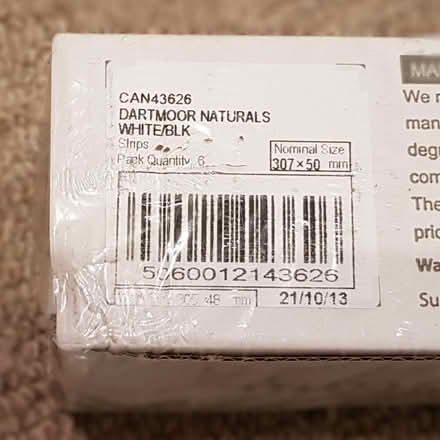 CAN43626
DARTMOOR NATURALS
WHITE/BLK
Strips
Pack Quantity 6
Nominal Size
307×50 mm
5060012143626
mm
21/10/13
MA
We
man
deg
com
The
pri
Wa
Su